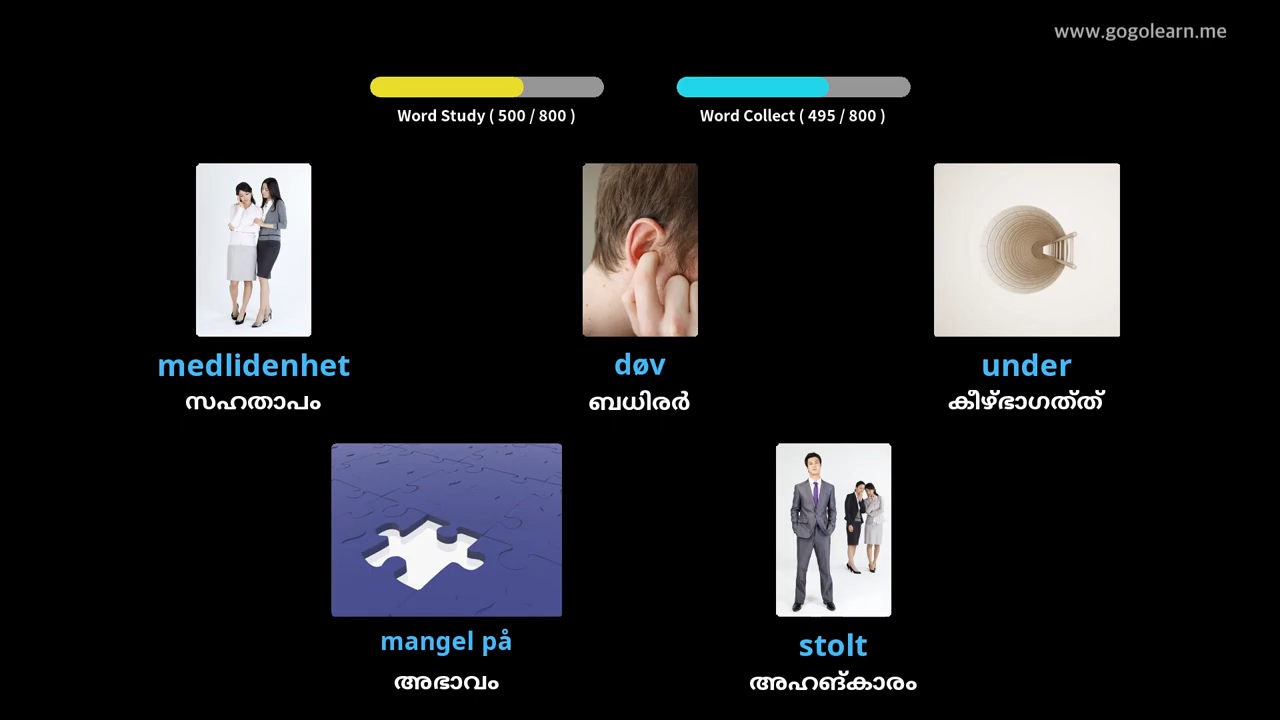 www.gogolearn.me
Word Study ( 500 / 800 )
Word Collect ( 495 / 800 )
medlidenhet
സഹതാപം
døv
ബധിരർ
under
കീഴ്ഭാഗത്ത്
mangel på
അഭാവം
stolt
അഹങ്കാരം